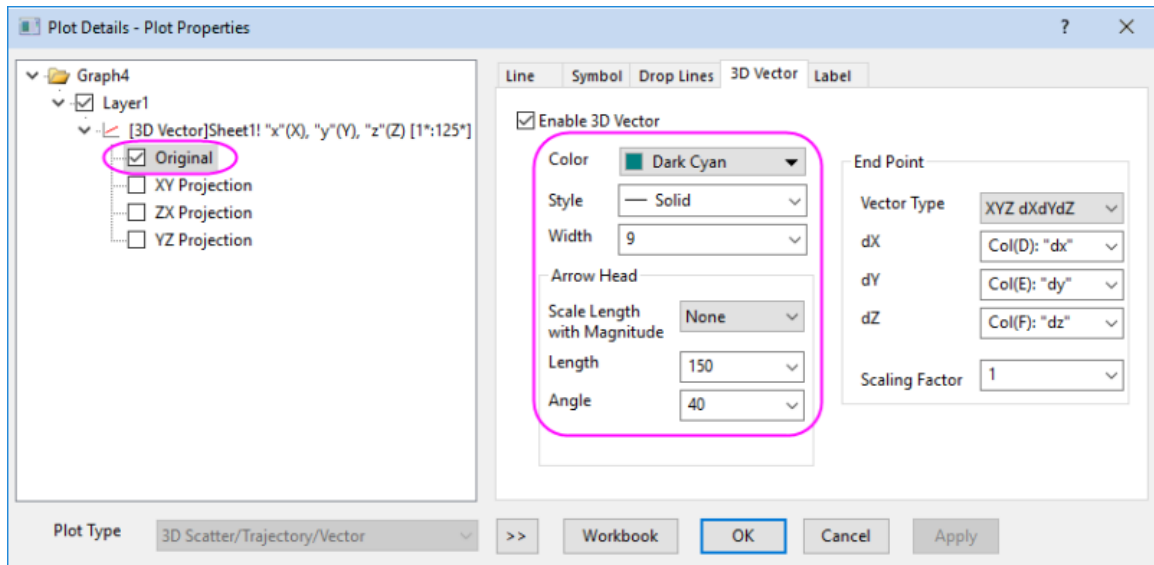 Plot Details - Plot Properties
?
Graph4
Layer1
[3D Vector]Sheet1! "x"(X), "y"(Y), "z"(Z) [1*:125*]
Original
XY Projection
ZX Projection
YZ Projection
Line Symbol Drop Lines 3D Vector Label
Enable 3D Vector
Color Dark Cyan
Style Solid
Width 9
Arrow Head
Scale Length
with Magnitude None
Length 150
Angle 40
End Point
Vector Type XYZ dXdYdZ
dX Col(D): "dx"
dY Col(E): "dy"
dZ Col(F): "dz"
Scaling Factor 1
Plot Type 3D Scatter/Trajectory/Vector >> Workbook OK Cancel Apply